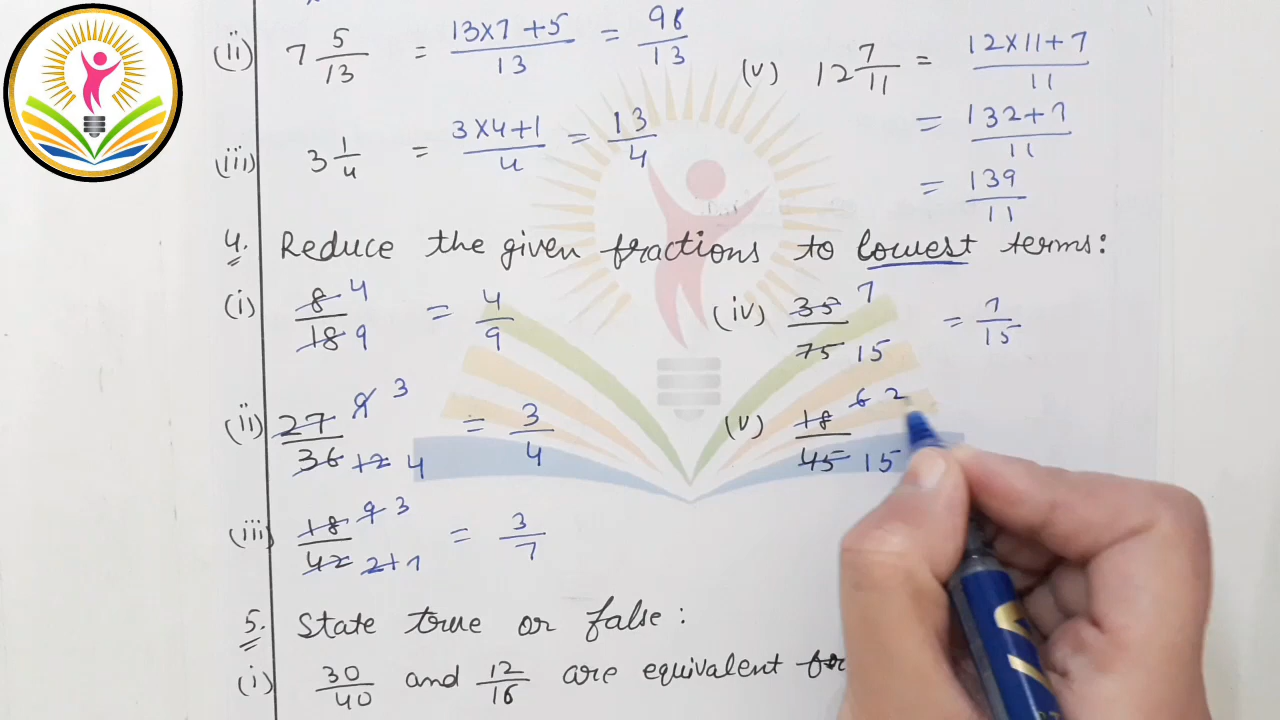 (ii) 7 5/13 = 13×7+5/13 = 96/13
(iii) 3 1/4 = 3×4+1/4 = 13/4
(v) 12 7/11 = 12×11+7/11
= 132+7/11
= 139/11
4. Reduce the given fractions to lowest terms:
(i) 8/18 4/9 = 4/9
(ii) 27/36 9/12 3/4 = 3/4
(iii) 18/42 9/21 3/7 = 3/7
(iv) 35/75 7/15 = 7/15
(v) 18/45 6/15 2
5. State true or false:
(i) 30/40 and 12/16 are equivalent